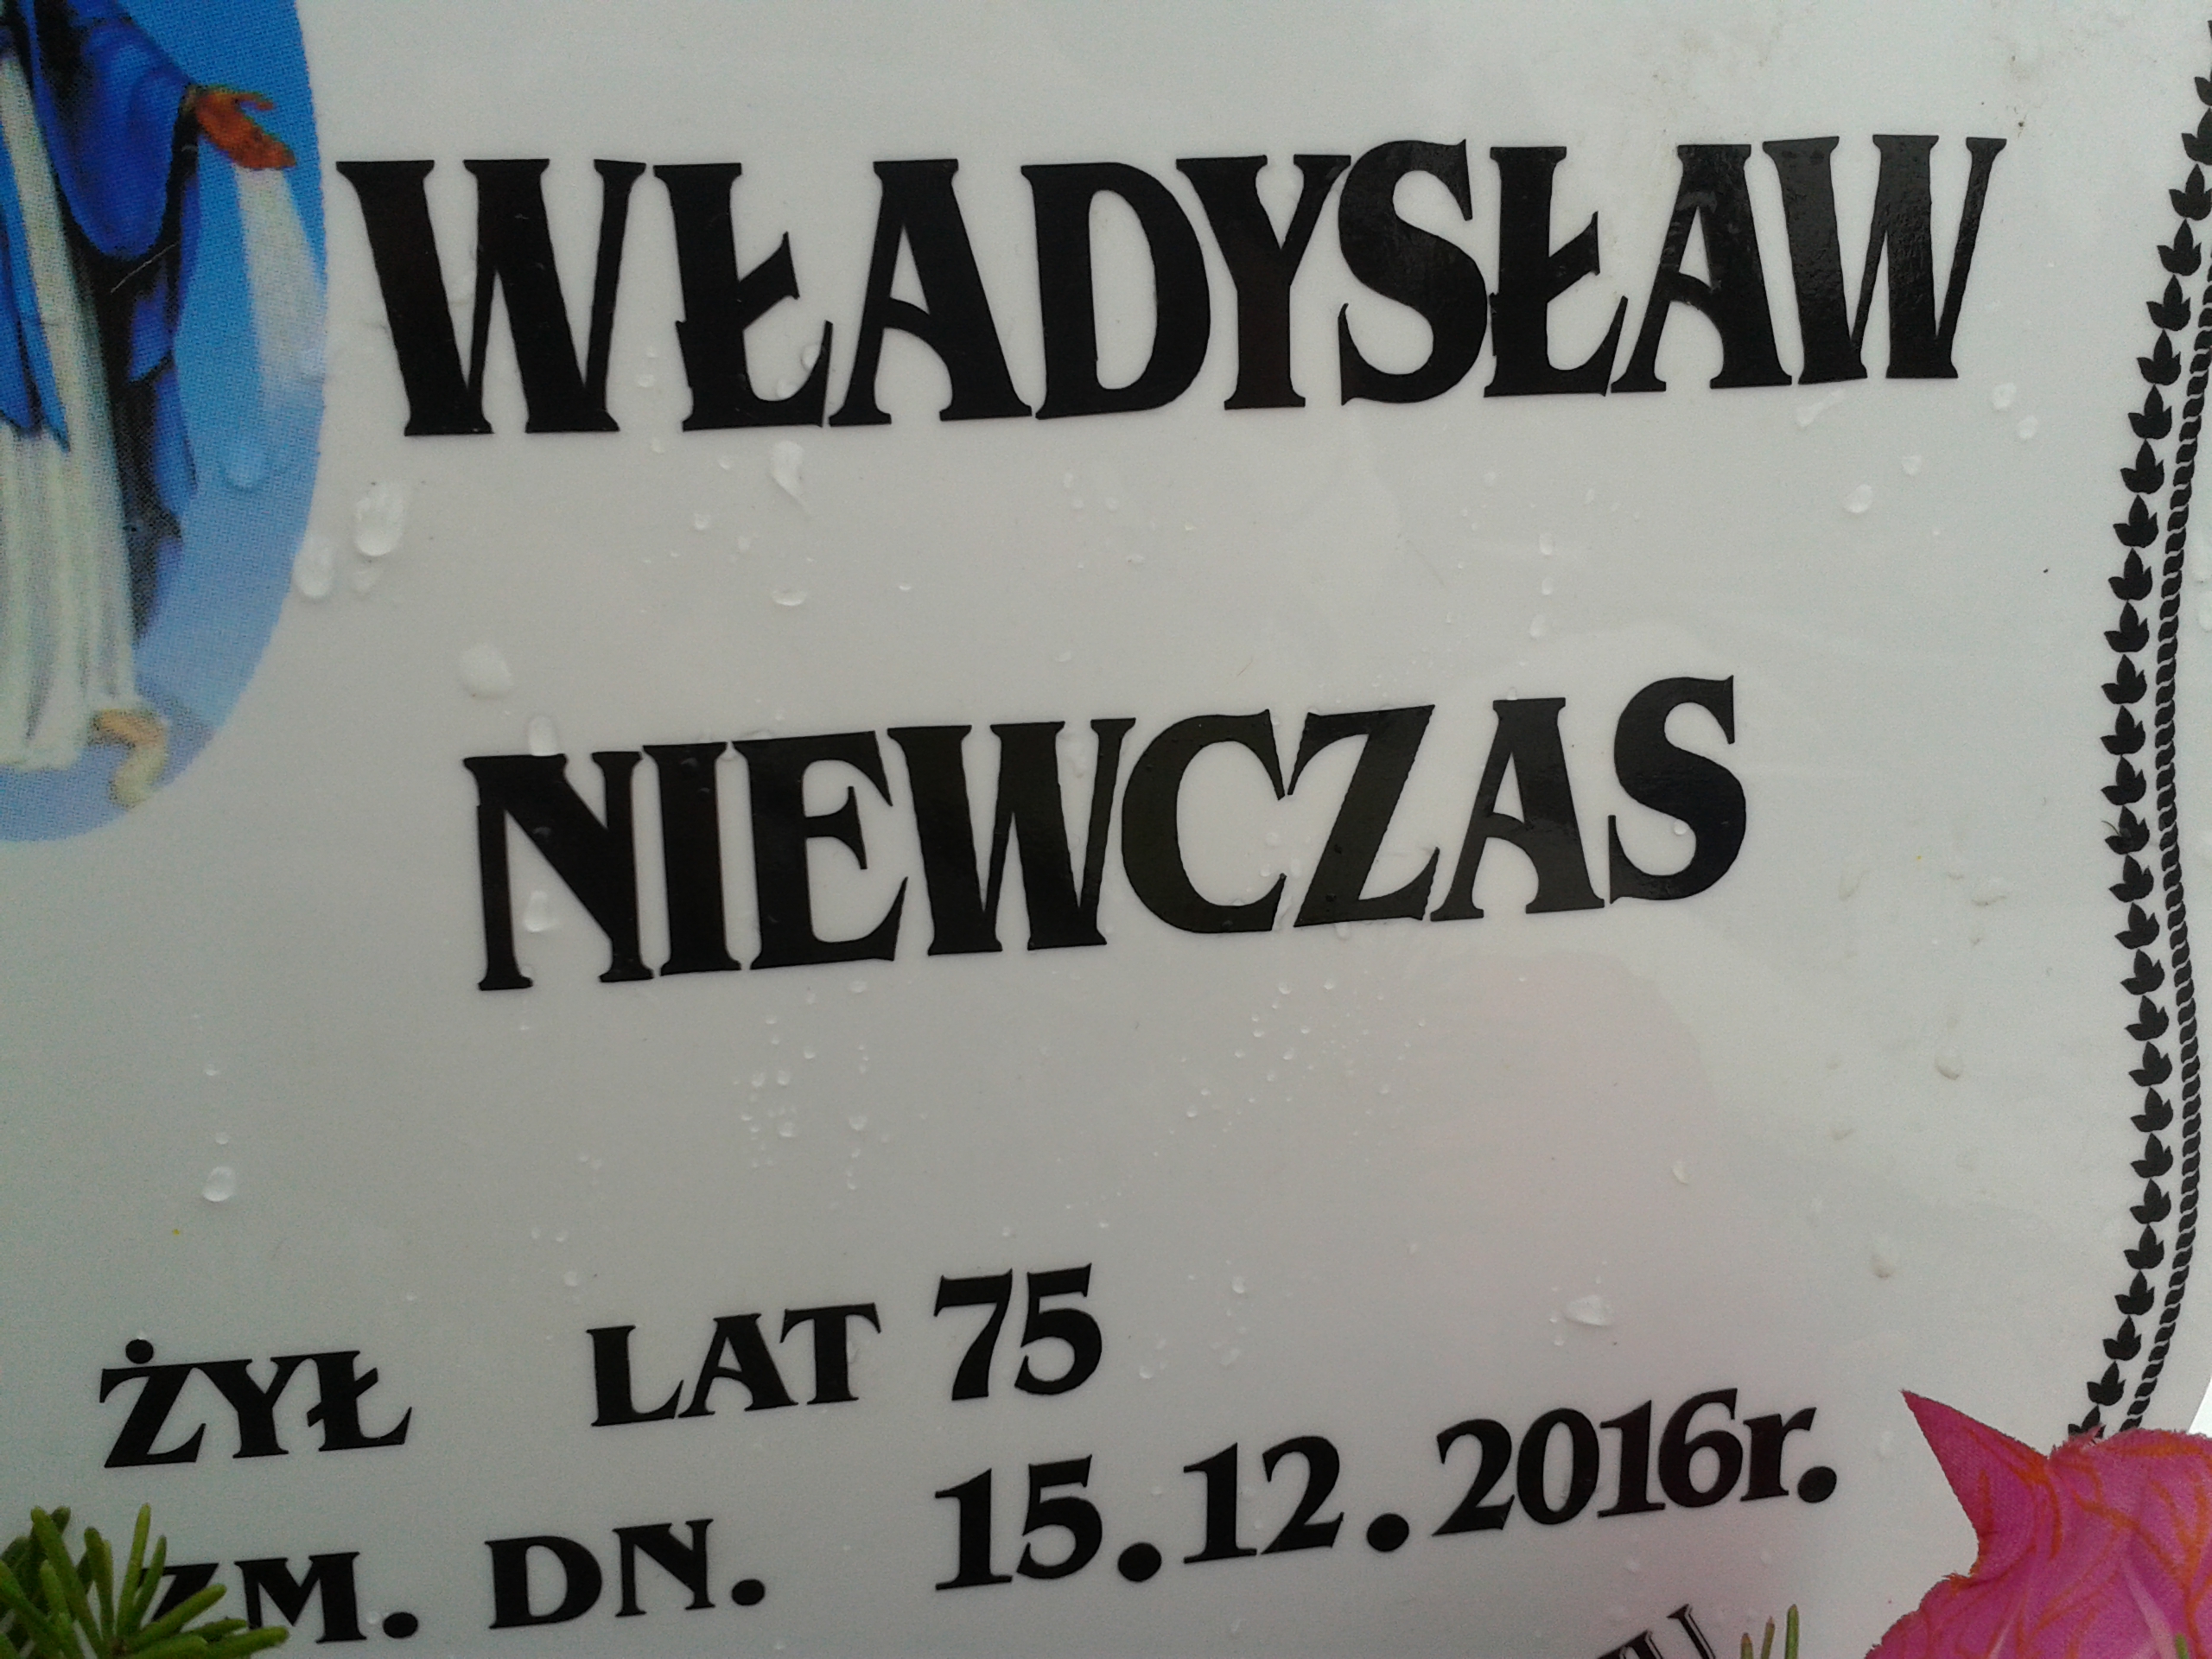 WŁADYSŁAW
NIEWCZAS
ŻYŁ LAT 75
ZM. DN. 15.12.2016r.